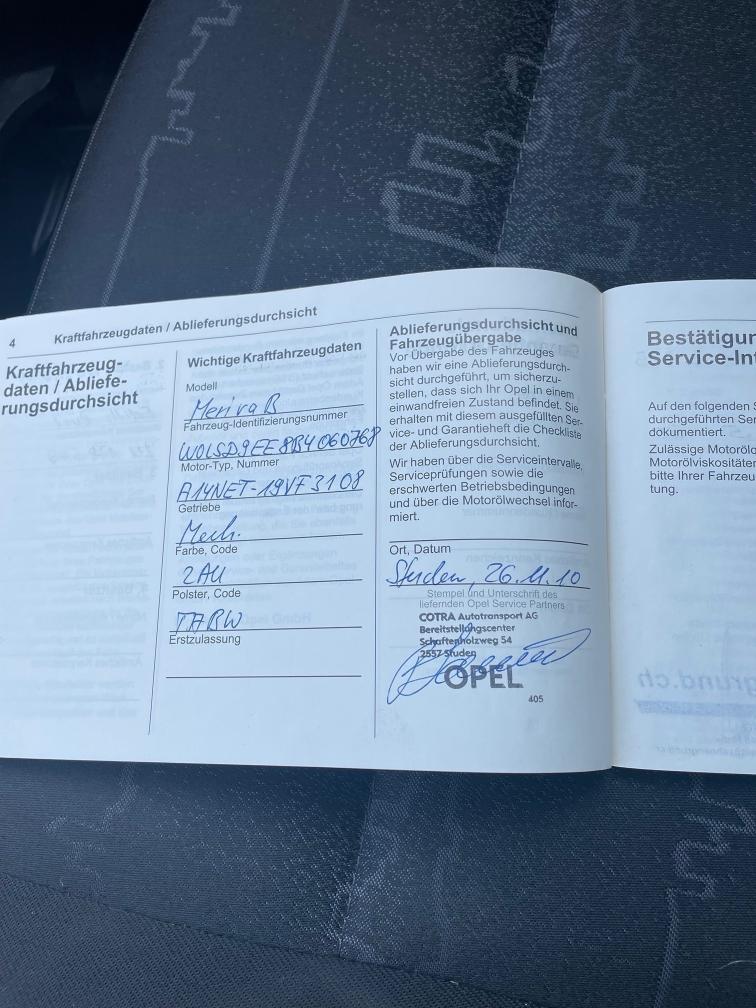 4 Kraftfahrzeugdaten / Ablieferungsdurchsicht
Kraftfahrzeug-
daten / Abliefe-
rungsdurchsicht
Wichtige Kraftfahrzeugdaten
Modell
Meriva B
Fahrzeug-Identifizierungsnummer
W0LSD9EE8B4060768
Motor-Typ. Nummer
A14NET-19VF3108
Getriebe
Mech.
Farbe, Code
2AU
Polster, Code
TARW
Erstzulassung
Ablieferungsdurchsicht und
Fahrzeugübergabe
Vor Übergabe des Fahrzeuges
haben wir eine Ablieferungsdurch-
sicht durchgeführt, um sicherzu-
stellen, dass sich Ihr Opel in einem
einwandfreien Zustand befindet. Sie
erhalten mit diesem ausgefüllten Ser-
vice- und Garantieheft die Checkliste
der Ablieferungsdurchsicht.
Wir haben über die Serviceintervalle,
Serviceprüfungen sowie die
erschwerten Betriebsbedingungen
und über die Motorölwechsel infor-
miert.
Ort, Datum
Studen, 26.11.10
Stempel und Unterschrift des
liefernden Opel Service Partners
COTRA Autotransport AG
Bereitstellungscenter
Schaftenholzweg 54
2557 Studen
OPEL
405
Bestätigun
Service-Int
Auf den folgenden S
durchgeführten Ser
dokumentiert.
Zulässige Motorölq
Motorölviskositäten
bitte Ihrer Fahrzeu
tung.